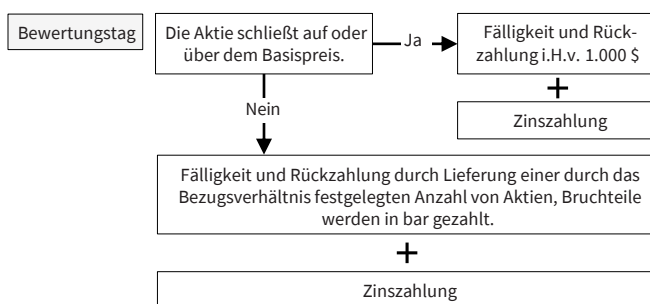 Bewertungstag
Die Aktie schließt auf oder
über dem Basispreis.
Ja
Fälligkeit und Rück-
zahlung i.H.v. 1.000 $
+
Zinszahlung
Nein
Fälligkeit und Rückzahlung durch Lieferung einer durch das
Bezugsverhältnis festgelegten Anzahl von Aktien, Bruchteile
werden in bar gezahlt.
+
Zinszahlung